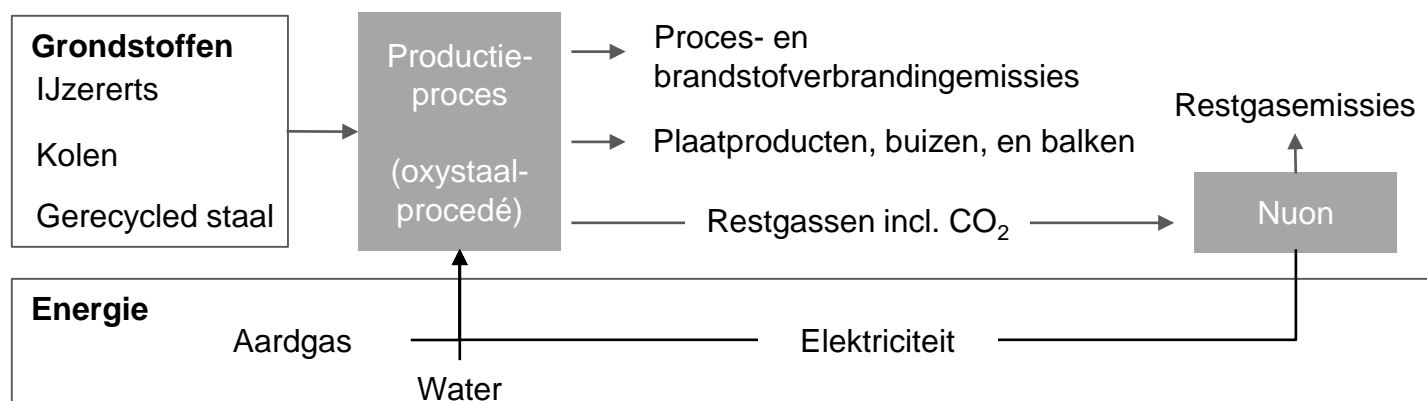 Grondstoffen
IJzererts
Kolen
Gerecycled staal
Productie-
proces
(oxystaal-
procedé)
Proces- en
brandstofverbrandingemissies
Plaatproducten, buizen, en balken
Restgassen incl. CO₂
Restgasemissies
Nuon
Energie
Aardgas
Elektriciteit
Water